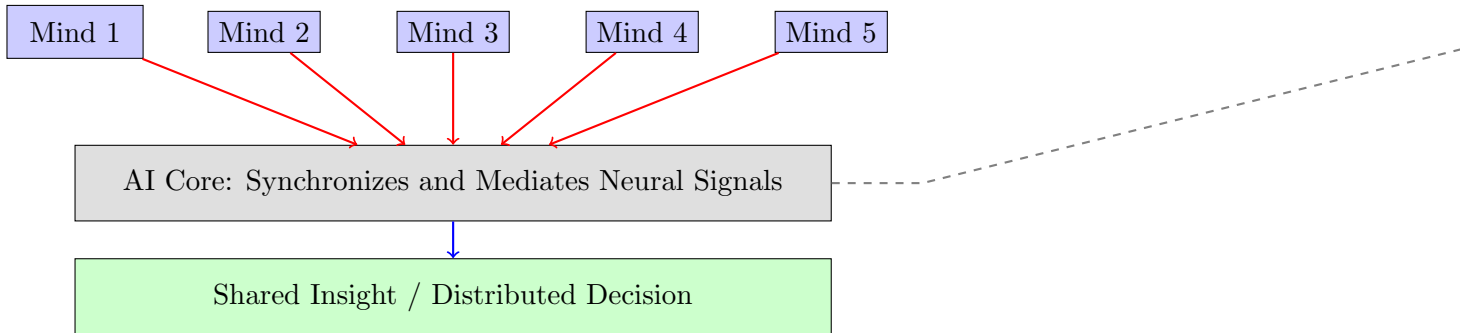 Mind 1
Mind 2
Mind 3
Mind 4
Mind 5
AI Core: Synchronizes and Mediates Neural Signals
Shared Insight / Distributed Decision